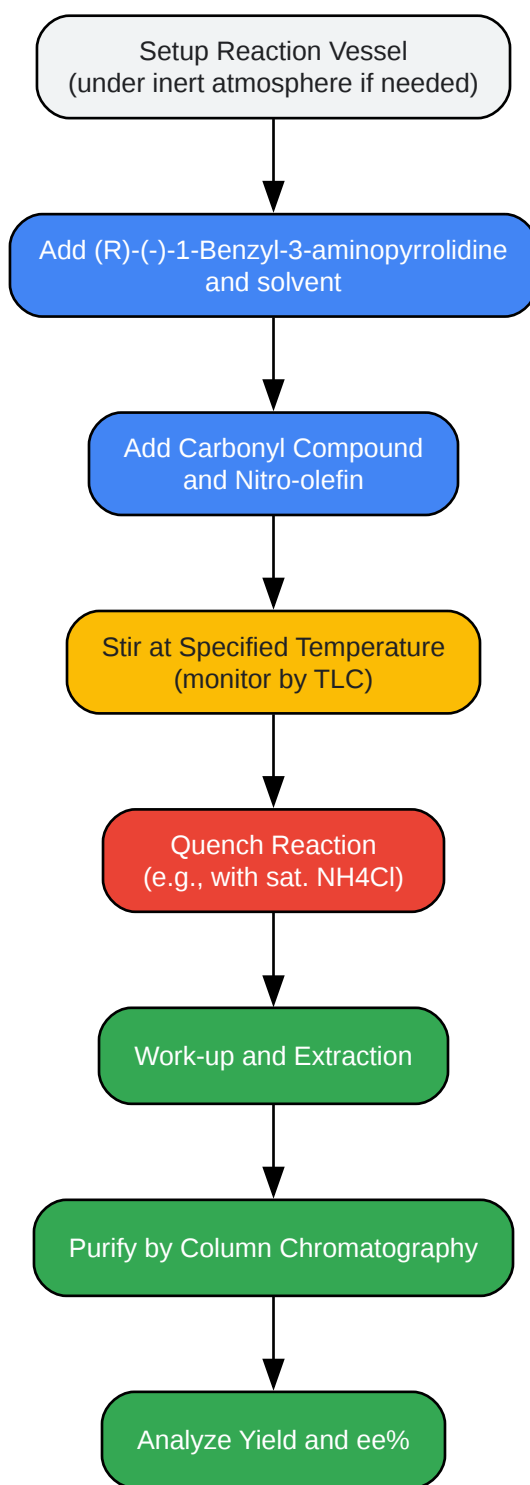 Setup Reaction Vessel
(under inert atmosphere if needed)
Add (R)-(-)-1-Benzyl-3-aminopyrrolidine
and solvent
Add Carbonyl Compound
and Nitro-olefin
Stir at Specified Temperature
(monitor by TLC)
Quench Reaction
(e.g., with sat. NH4Cl)
Work-up and Extraction
Purify by Column Chromatography
Analyze Yield and ee%